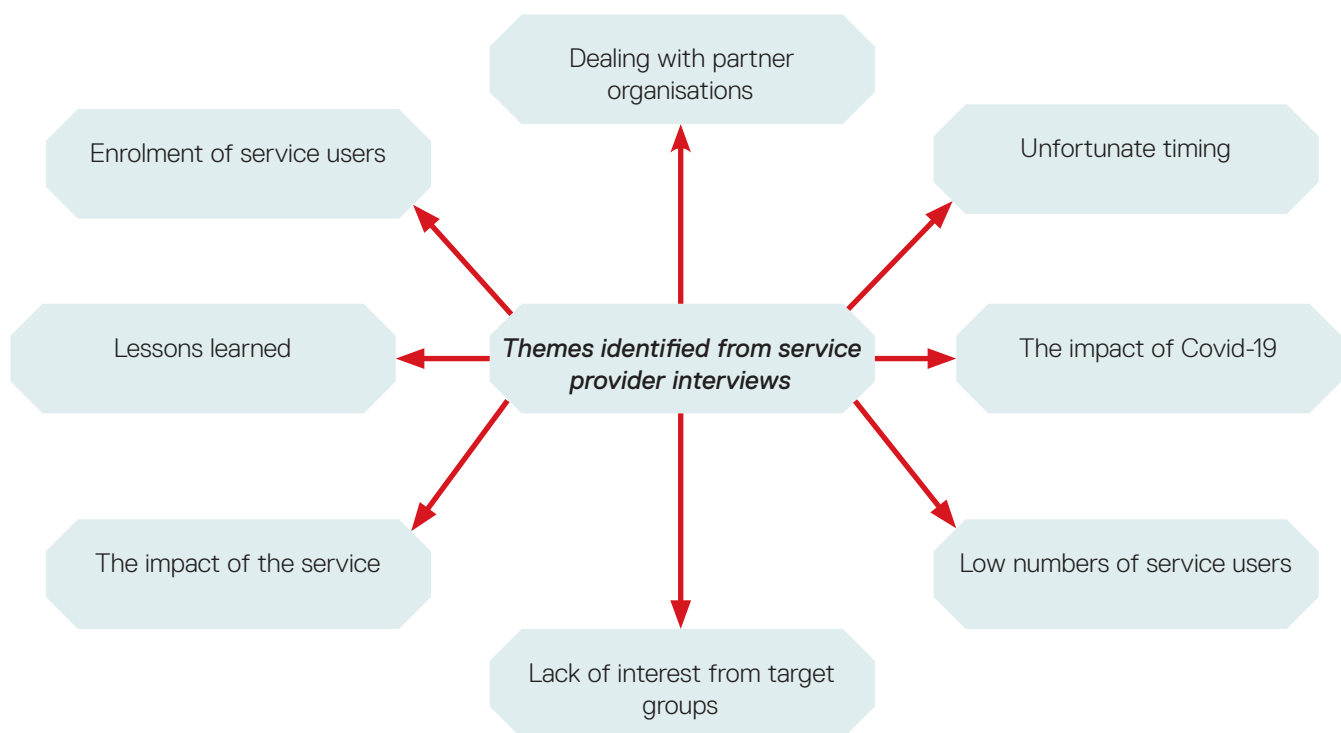 Dealing with partner
organisations
Enrolment of service users
Unfortunate timing
Lessons learned
Themes identified from service
provider interviews
The impact of Covid-19
The impact of the service
Low numbers of service users
Lack of interest from target
groups